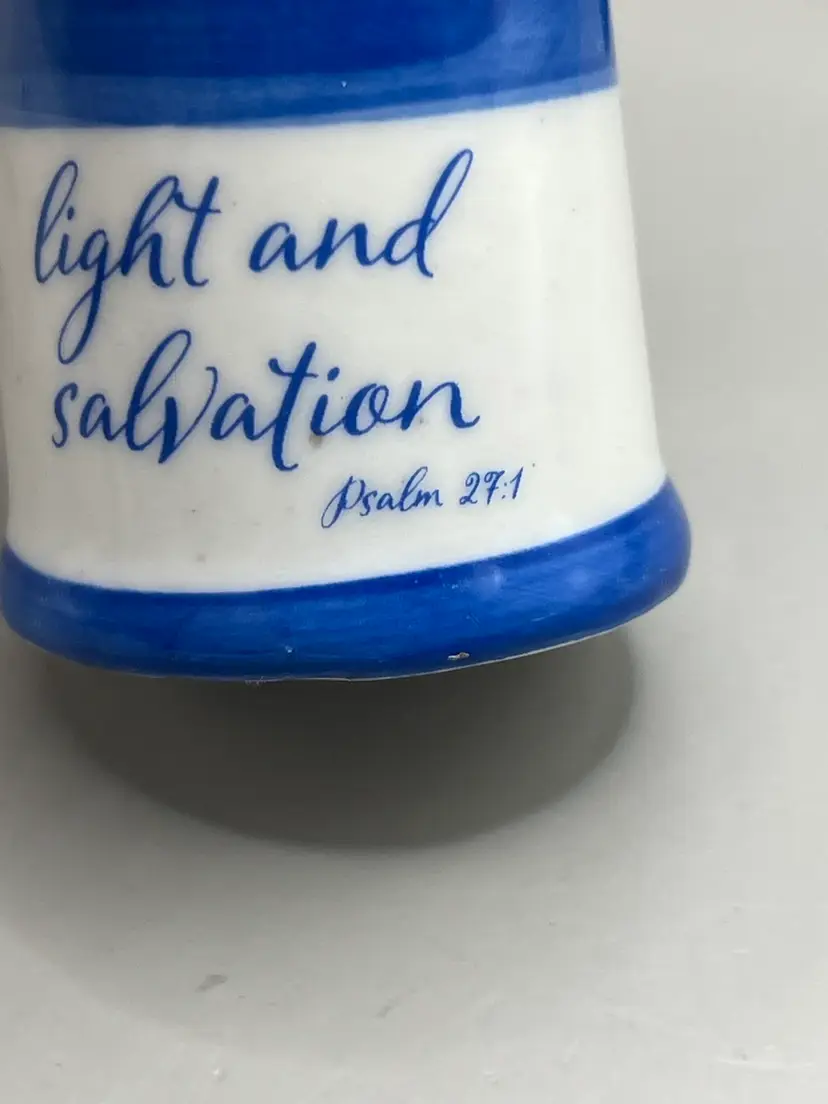 light and
salvation
Psalm 27:1